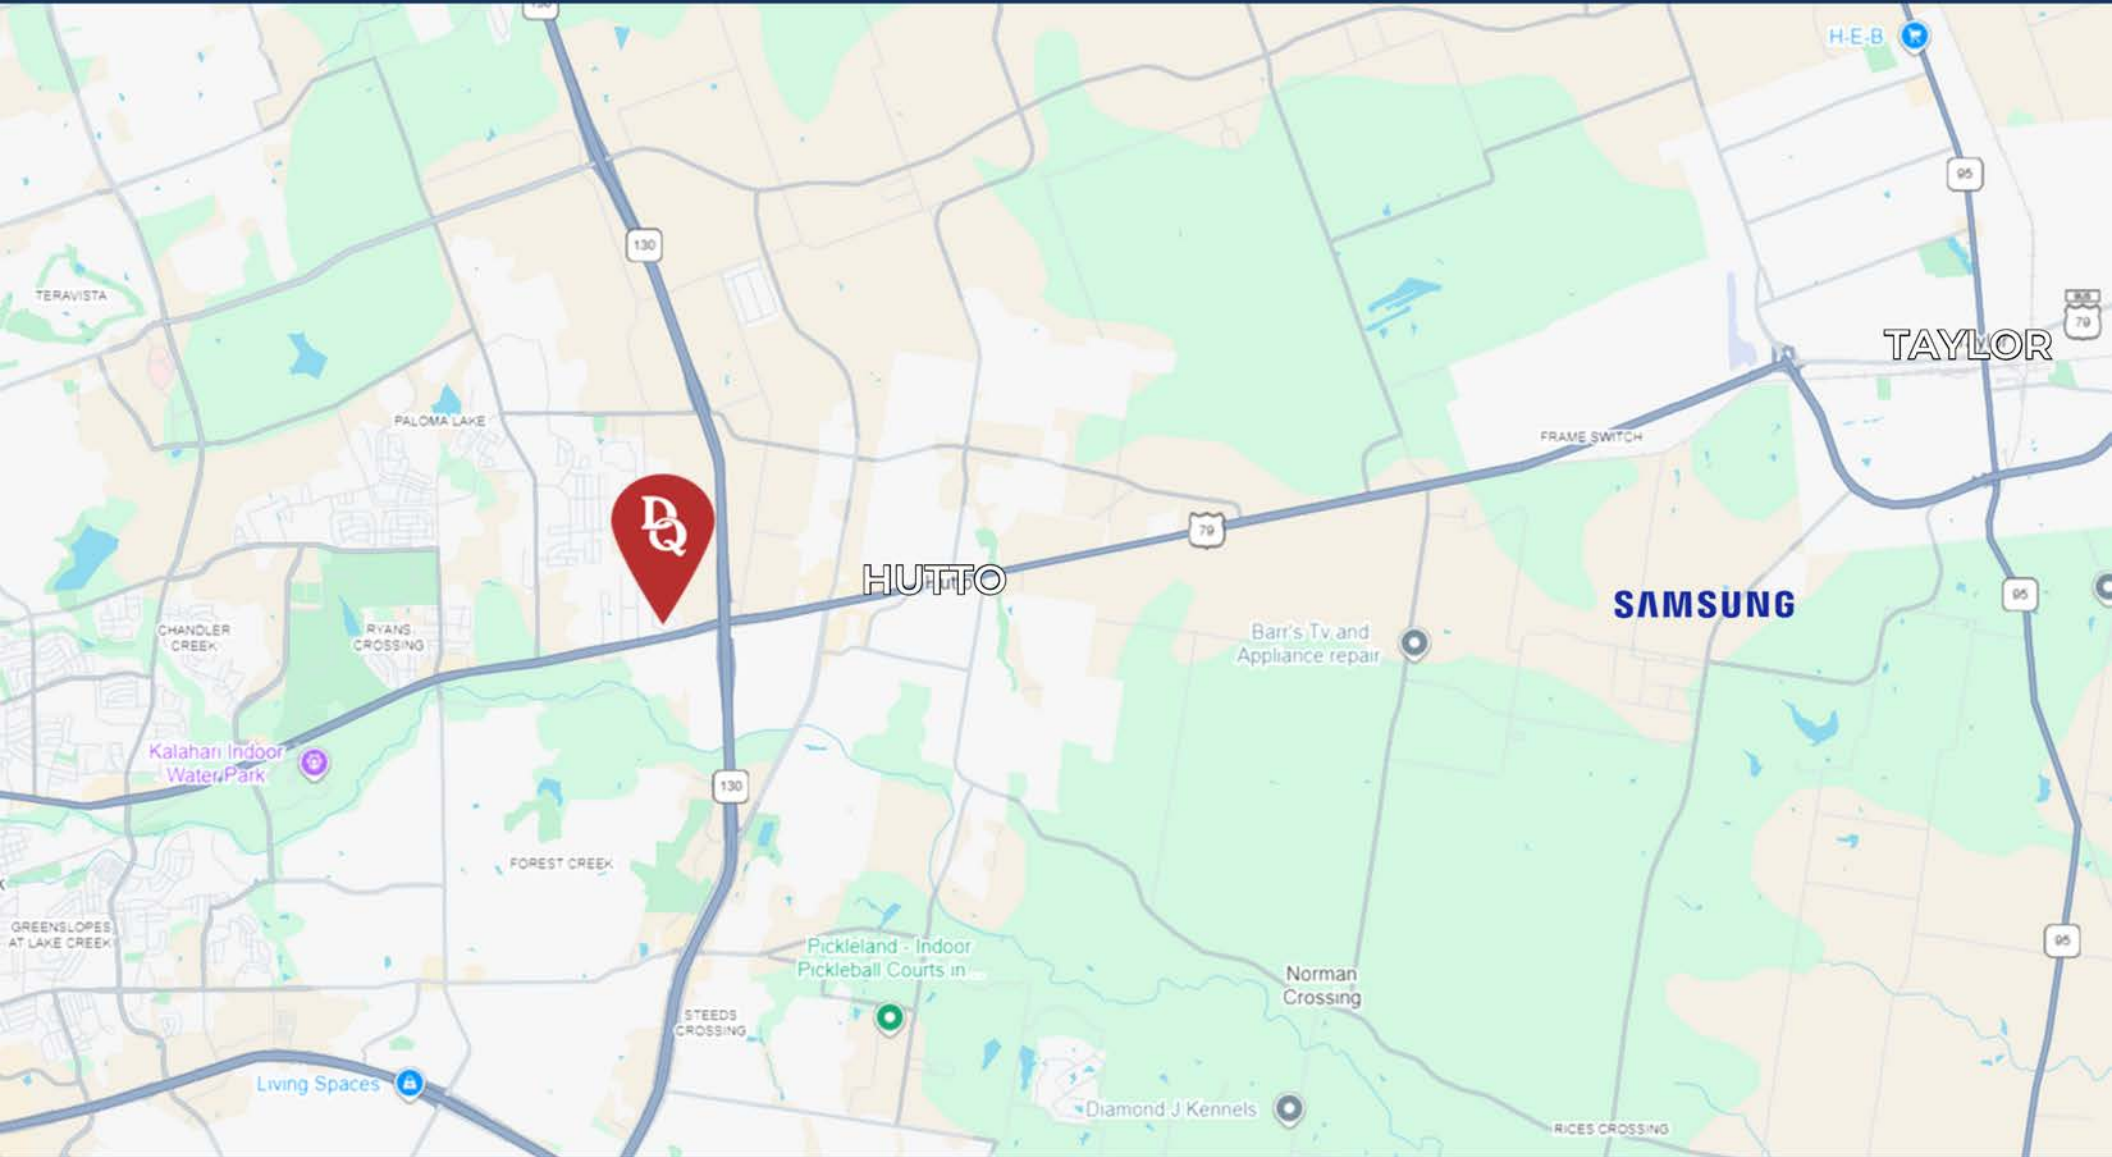 130
H-E-B
95
130
TERAVISTA
BUS
79
TAYLOR
PALOMA LAKE
FRAME SWITCH
DQ
79
HUTTO
95
SAMSUNG
CHANDLER
CREEK
RYANS
CROSSING
Barr's Tv and
Appliance repair
Kalahari Indoor
Water Park
130
FOREST CREEK
GREENSLOPES
AT LAKE CREEK
95
Pickleland - Indoor
Pickleball Courts in ...
Norman
Crossing
STEEDS
CROSSING
Living Spaces
Diamond J Kennels
RICES CROSSING